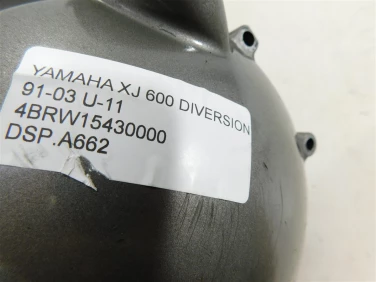 YAMAHA XJ 600 DIVERSION
91-03 U-11
4BRW15430000
DSP.A662